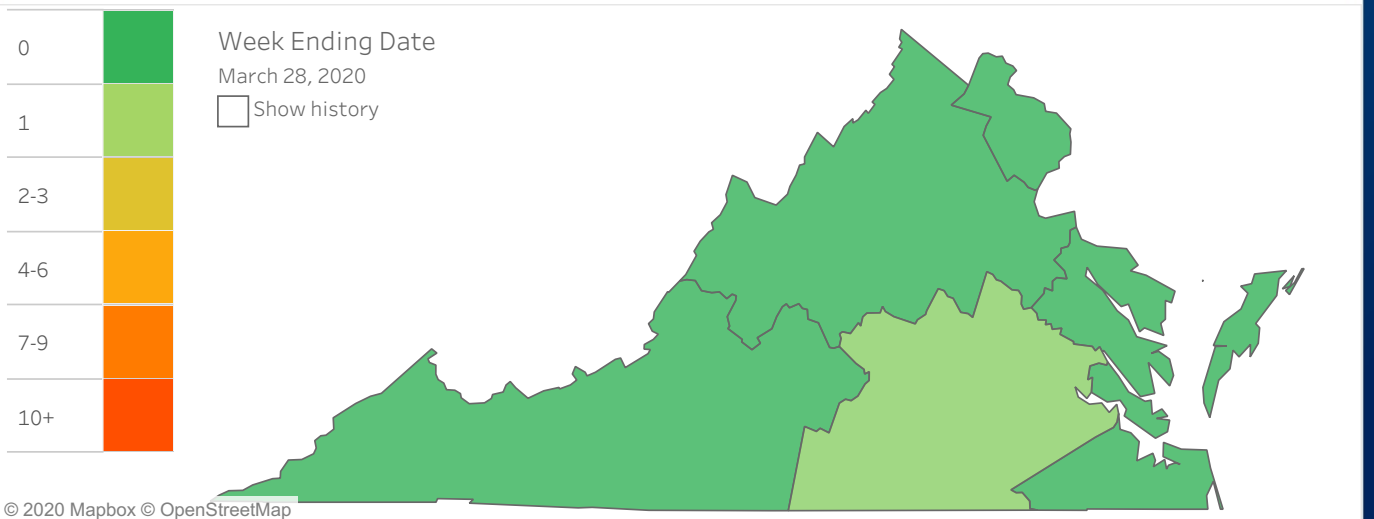 0
1
2-3
4-6
7-9
10+
Week Ending Date
March 28, 2020
Show history
© 2020 Mapbox © OpenStreetMap